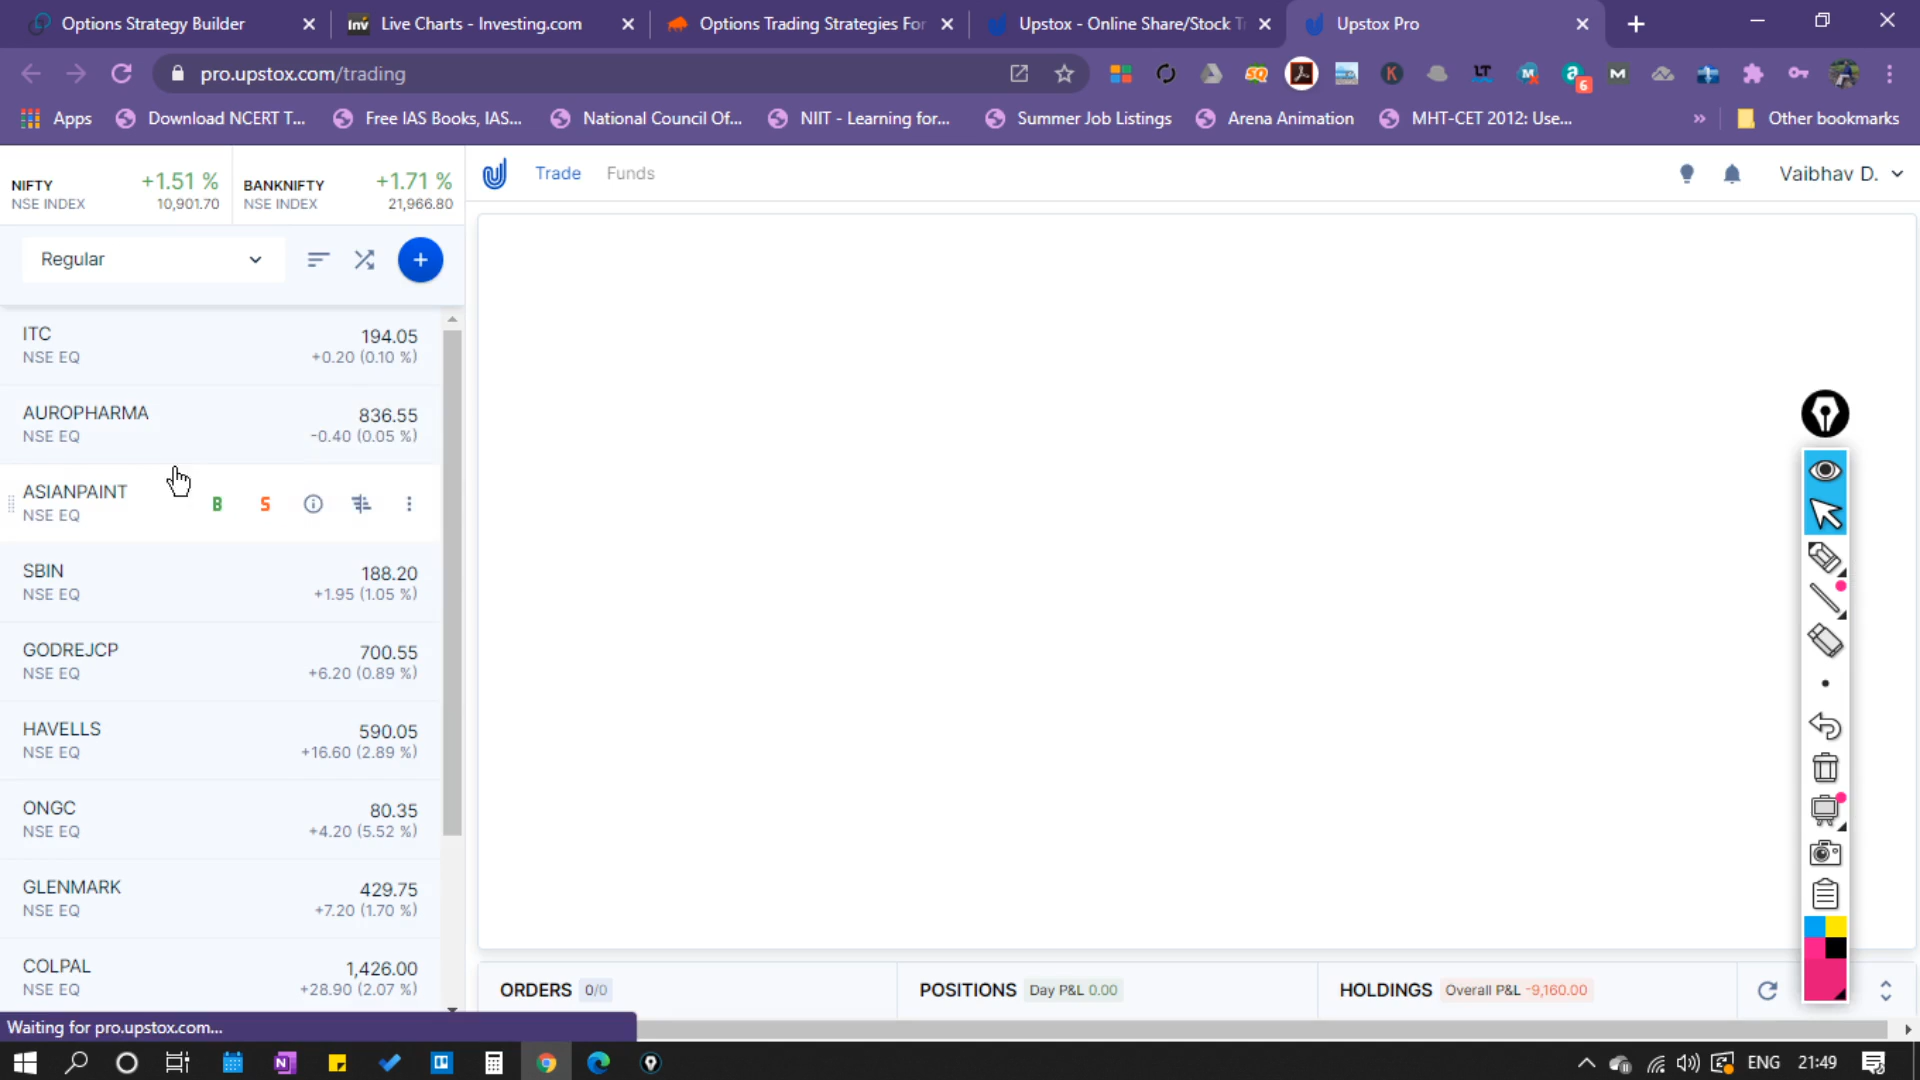 Options Strategy Builder
Inv Live Charts - Investing.com
Options Trading Strategies For
Upstox - Online Share/Stock T
Upstox Pro
pro.upstox.com/trading
SQ K LT M a 6 M
Apps
Download NCERT T...
Free IAS Books, IAS...
National Council Of...
NIIT - Learning for...
Summer Job Listings
Arena Animation
MHT-CET 2012: Use...
»
Other bookmarks
NIFTY +1.51 %
NSE INDEX 10,901.70
BANKNIFTY +1.71 %
NSE INDEX 21,966.80
Trade Funds
Vaibhav D.
Regular
+
ITC 194.05
NSE EQ +0.20 (0.10 %)
AUROPHARMA 836.55
NSE EQ -0.40 (0.05 %)
ASIANPAINT
NSE EQ
B S
SBIN 188.20
NSE EQ +1.95 (1.05 %)
GODREJCP 700.55
NSE EQ +6.20 (0.89 %)
HAVELLS 590.05
NSE EQ +16.60 (2.89 %)
ONGC 80.35
NSE EQ +4.20 (5.52 %)
GLENMARK 429.75
NSE EQ +7.20 (1.70 %)
COLPAL 1,426.00
NSE EQ +28.90 (2.07 %)
ORDERS 0/0
POSITIONS Day P&L 0.00
HOLDINGS Overall P&L -9,160.00
Waiting for pro.upstox.com...
N
ENG 21:49